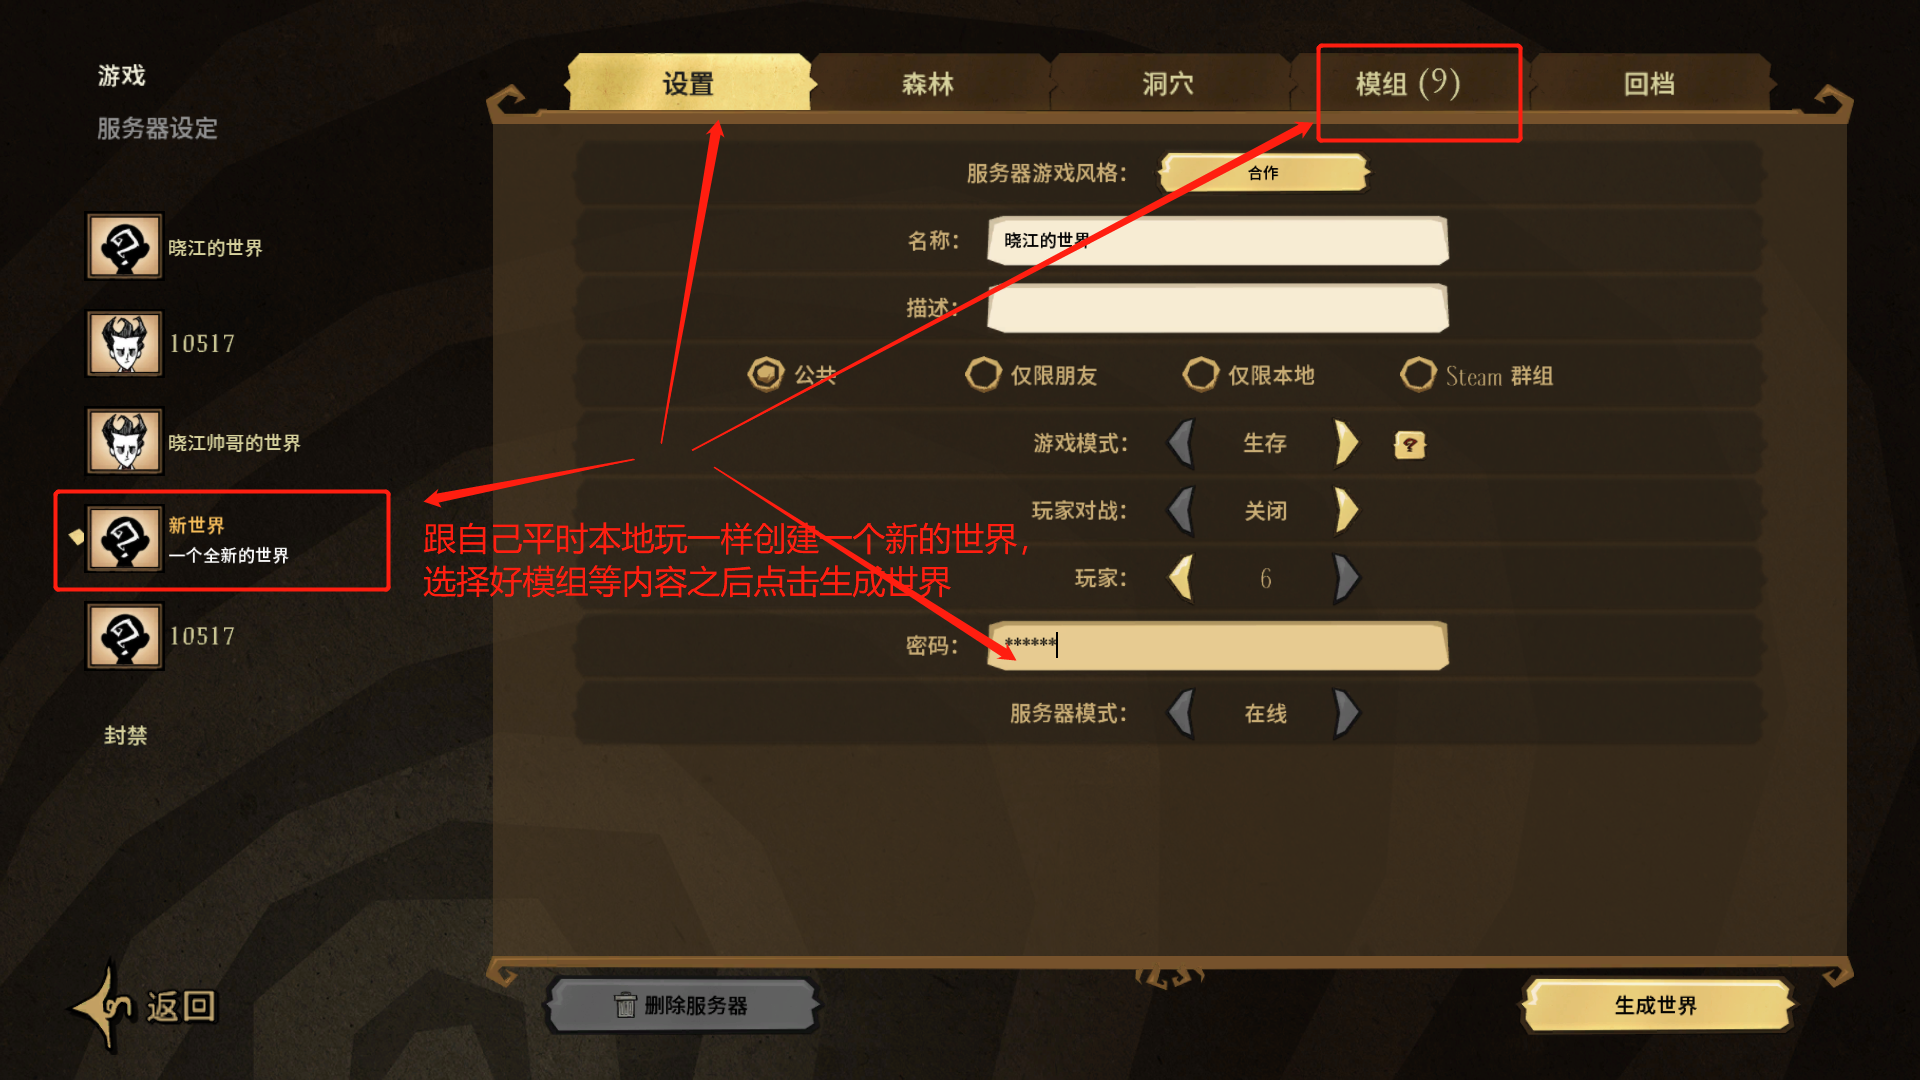 游戏
服务器设定
晓江的世界
10517
晓江帅哥的世界
新世界
一个全新的世界
10517
封禁
返回
设置
森林
洞穴
模组 (9)
回档
服务器游戏风格：
合作
名称：
晓江的世界
描述：
公共
仅限朋友
仅限本地
Steam 群组
游戏模式：
生存
?
玩家对战：
关闭
跟自己平时本地玩一样创建一个新的世界，
选择好模组等内容之后点击生成世界
玩家：
6
密码：
******
服务器模式：
在线
删除服务器
生成世界